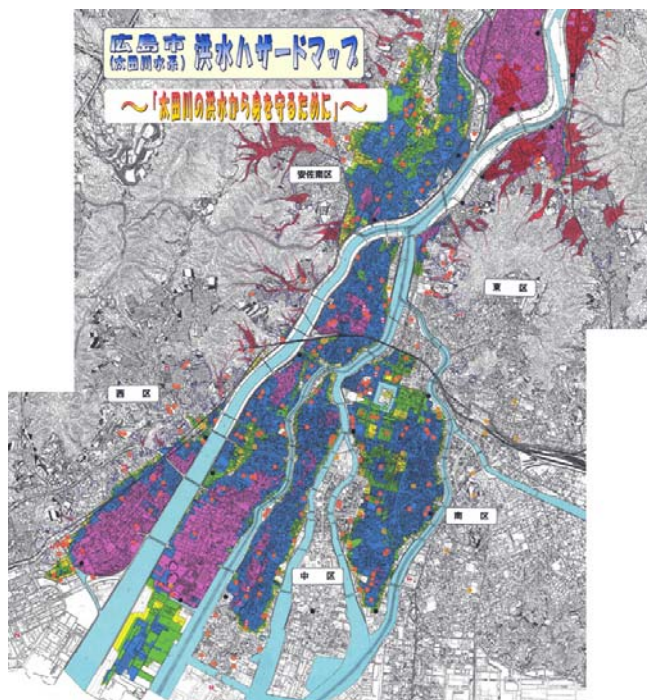 広島市 洪水ハザードマップ
(太田川水系)
～「太田川の洪水から身を守るために」～
安佐南区
東 区
西 区
南 区
中 区